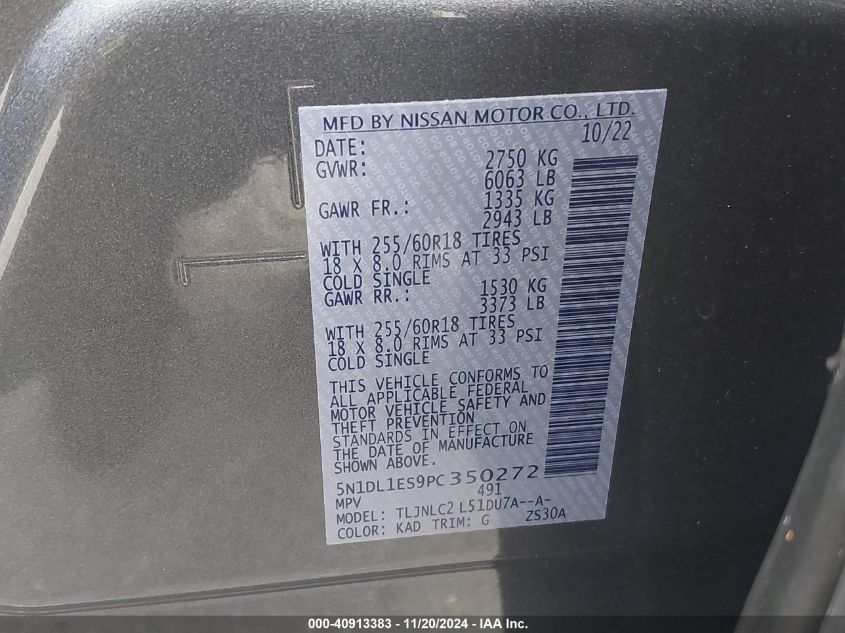 MFD BY NISSAN MOTOR CO., LTD.
DATE: 10/22
GVWR: 2750 KG
6063 LB
GAWR FR.: 1335 KG
2943 LB
WITH 255/60R18 TIRES
18 X 8.0 RIMS AT 33 PSI
COLD SINGLE
GAWR RR.: 1530 KG
3373 LB
WITH 255/60R18 TIRES
18 X 8.0 RIMS AT 33 PSI
COLD SINGLE
THIS VEHICLE CONFORMS TO
ALL APPLICABLE FEDERAL
MOTOR VEHICLE SAFETY AND
THEFT PREVENTION
STANDARDS IN EFFECT ON
THE DATE OF MANUFACTURE
SHOWN ABOVE.
5N1DL1ES9PC350272
MPV 491
MODEL: TLJNLC2 L51DU7A--A-
COLOR: KAD TRIM: G ZS30A
000-40913383 - 11/20/2024 - IAA Inc.